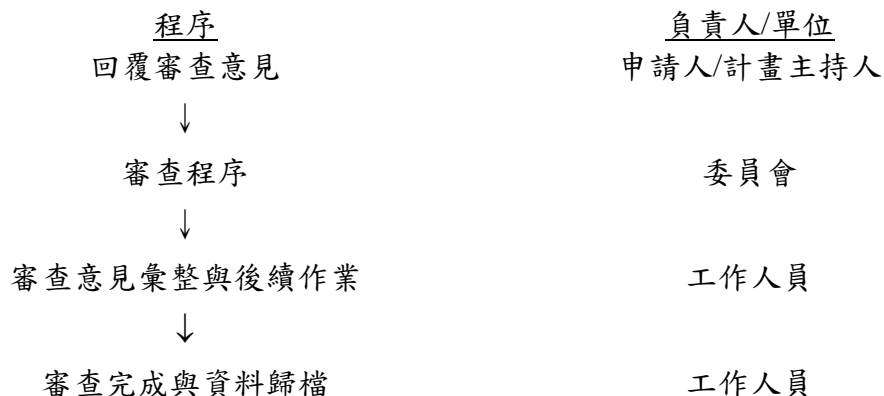 程序 負責人/單位
回覆審查意見 申請人/計畫主持人
↓
審查程序 委員會
↓
審查意見彙整與後續作業 工作人員
↓
審查完成與資料歸檔 工作人員